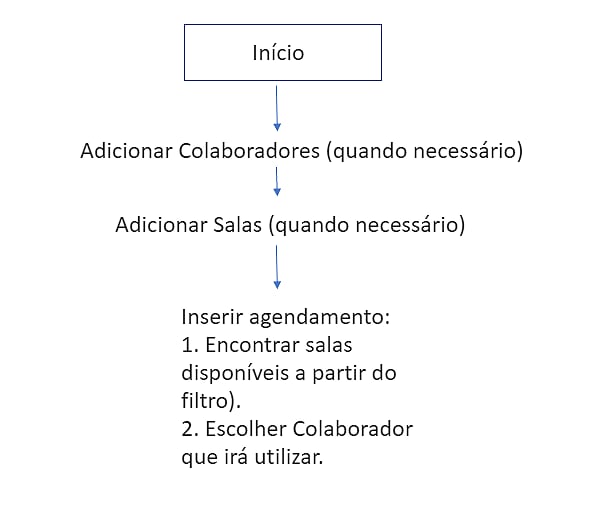 Início
Adicionar Colaboradores (quando necessário)
Adicionar Salas (quando necessário)
Inserir agendamento:
1. Encontrar salas
disponíveis a partir do
filtro).
2. Escolher Colaborador
que irá utilizar.